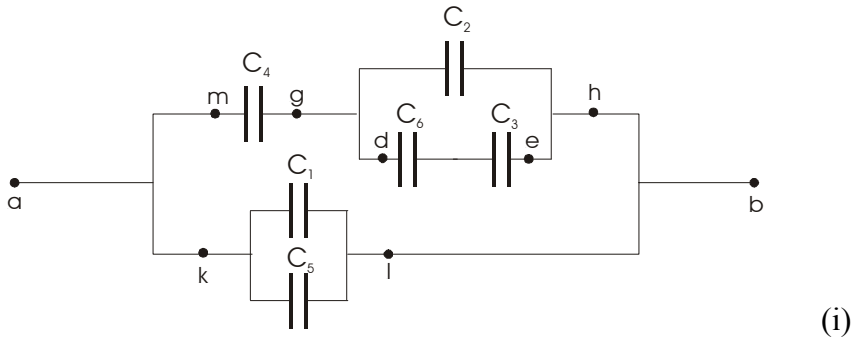 C₂
C₄
m g h
C₆ C₃
d e
C₁
a b
k C₅ l
(i)